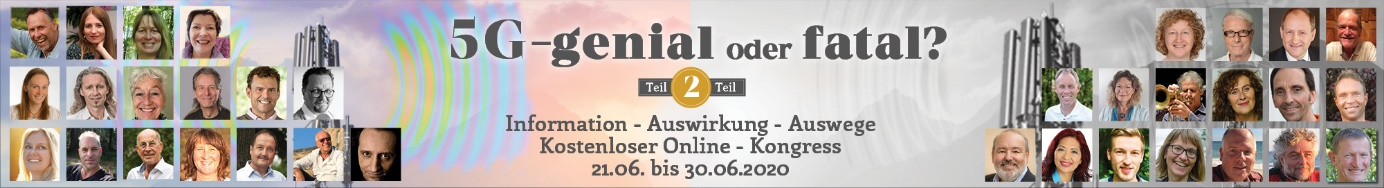 5G-genial oder fatal?
Teil 2 Teil
Information - Auswirkung - Auswege
Kostenloser Online - Kongress
21.06. bis 30.06.2020